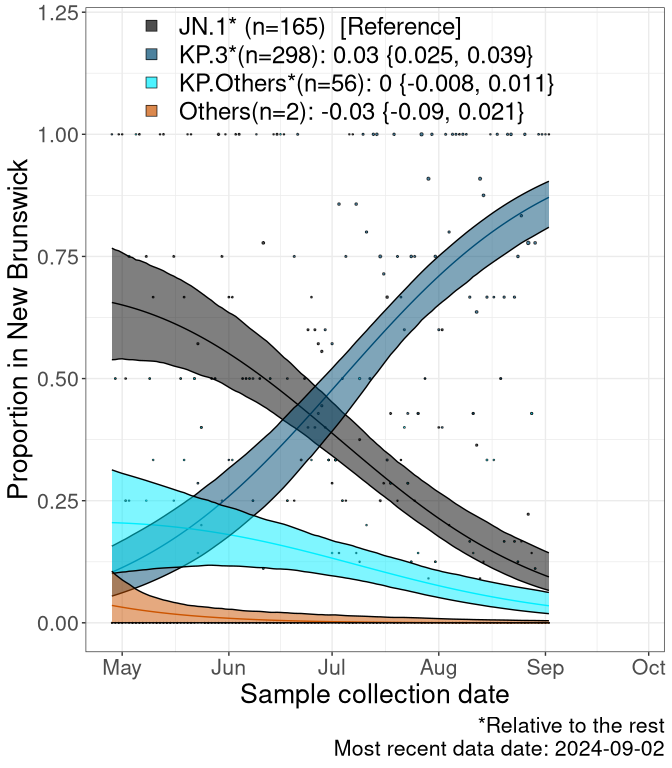 JN.1* (n=165)  [Reference]
KP.3*(n=298): 0.03 {0.025, 0.039}
KP.Others*(n=56): 0 {-0.008, 0.011}
Others(n=2): -0.03 {-0.09, 0.021}
1.25
1.00
0.75
0.50
0.25
0.00
Proportion in New Brunswick
May Jun Jul Aug Sep Oct
Sample collection date
*Relative to the rest
Most recent data date: 2024-09-02